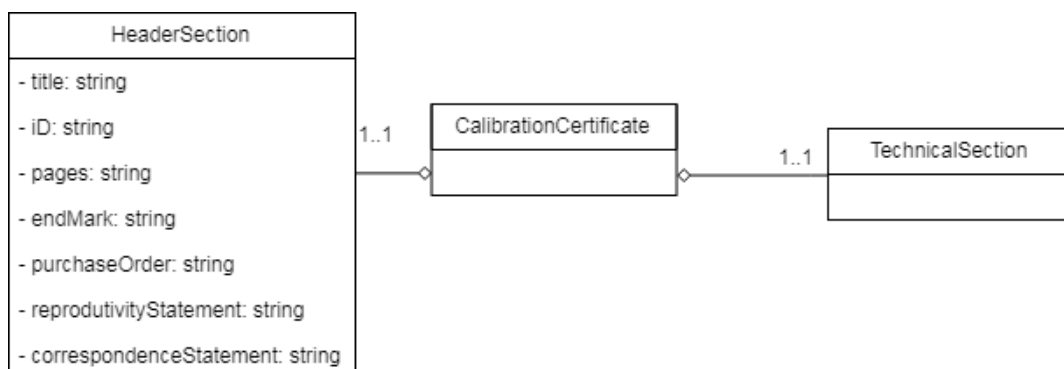 HeaderSection
- title: string
- iD: string
- pages: string
- endMark: string
- purchaseOrder: string
- reprodutivityStatement: string
- correspondenceStatement: string
1..1
CalibrationCertificate
1..1
TechnicalSection